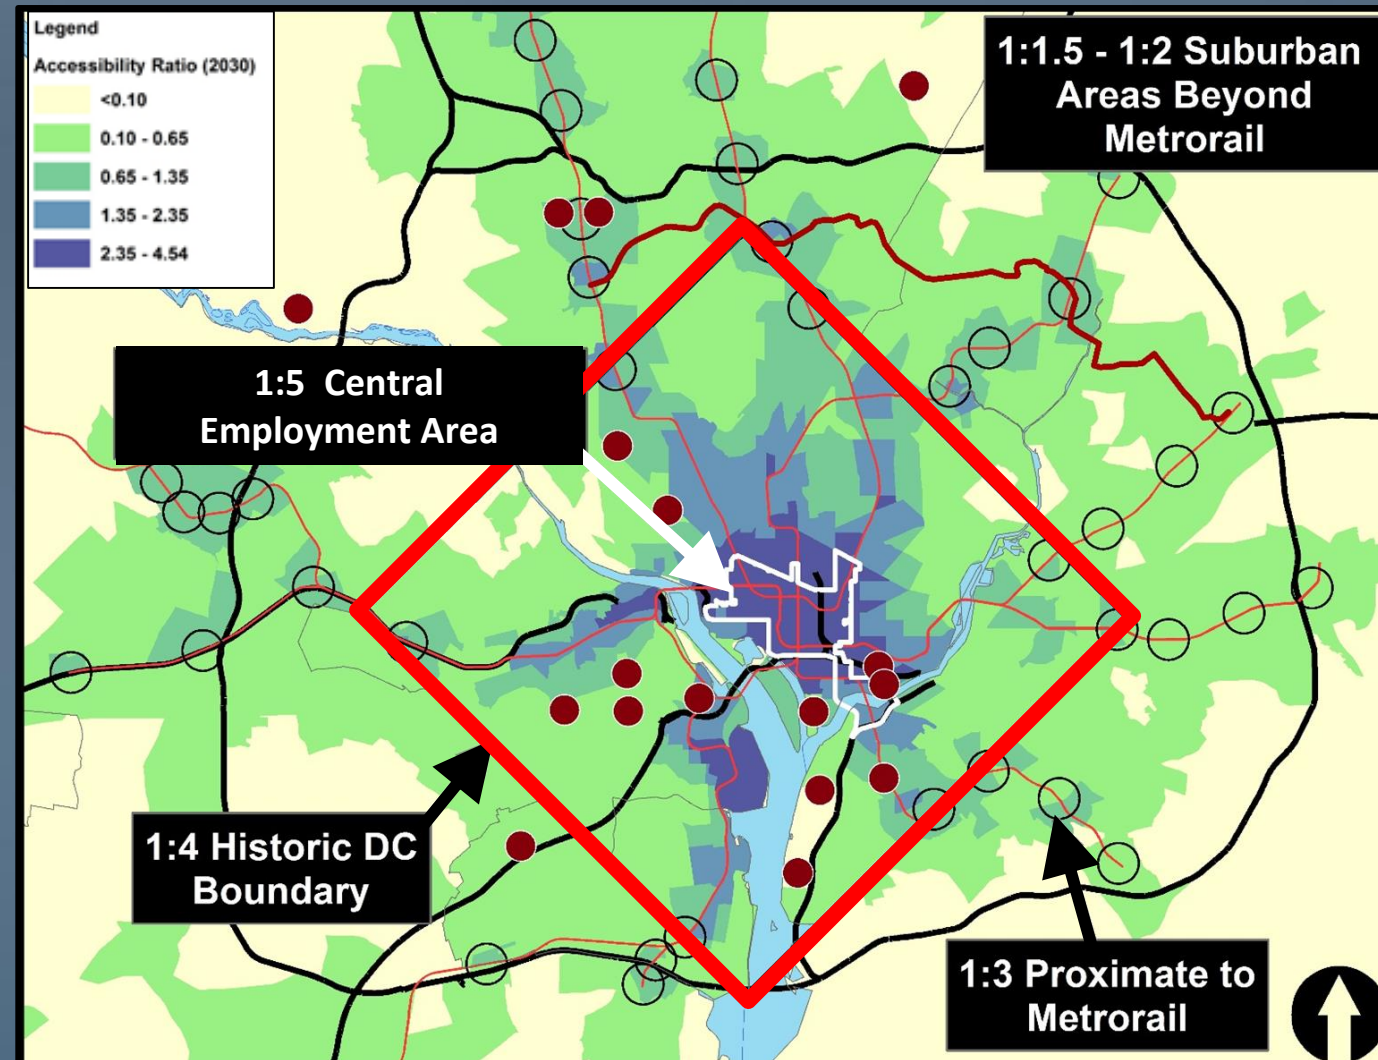 Legend
Accessibility Ratio (2030)
<0.10
0.10 - 0.65
0.65 - 1.35
1.35 - 2.35
2.35 - 4.54
1:1.5 - 1:2 Suburban
Areas Beyond
Metrorail
1:5 Central
Employment Area
1:4 Historic DC
Boundary
1:3 Proximate to
Metrorail